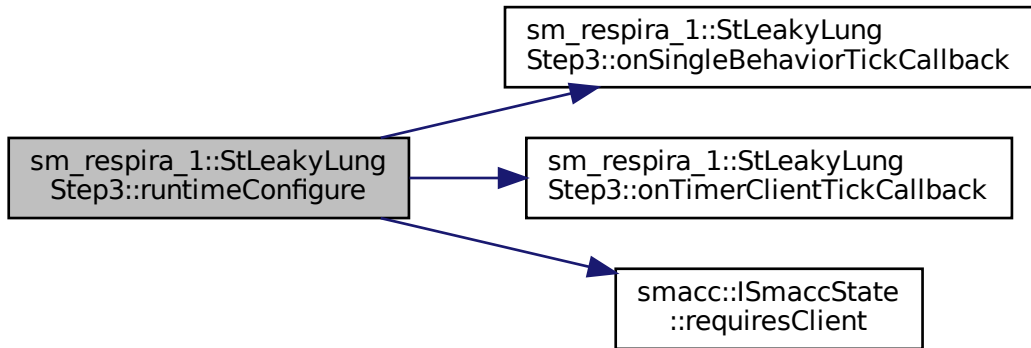 sm_respira_1::StLeakyLung
Step3::onSingleBehaviorTickCallback
sm_respira_1::StLeakyLung
Step3::runtimeConfigure
sm_respira_1::StLeakyLung
Step3::onTimerClientTickCallback
smacc::ISmaccState
::requiresClient